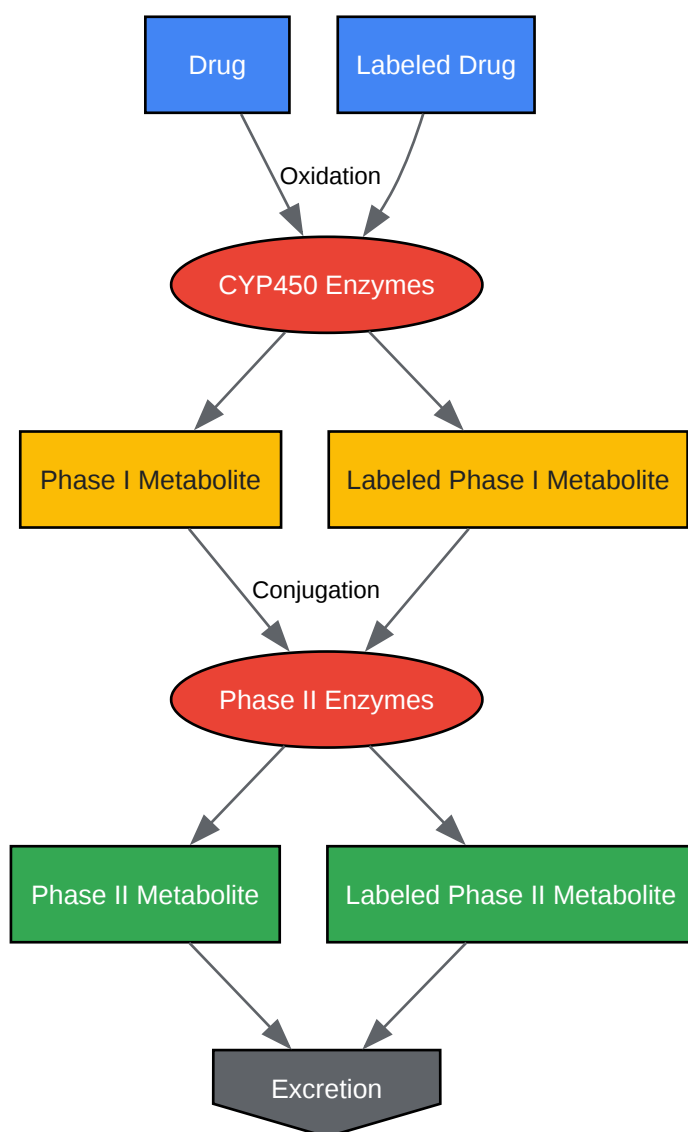 Drug
Labeled Drug
Oxidation
CYP450 Enzymes
Phase I Metabolite
Labeled Phase I Metabolite
Conjugation
Phase II Enzymes
Phase II Metabolite
Labeled Phase II Metabolite
Excretion